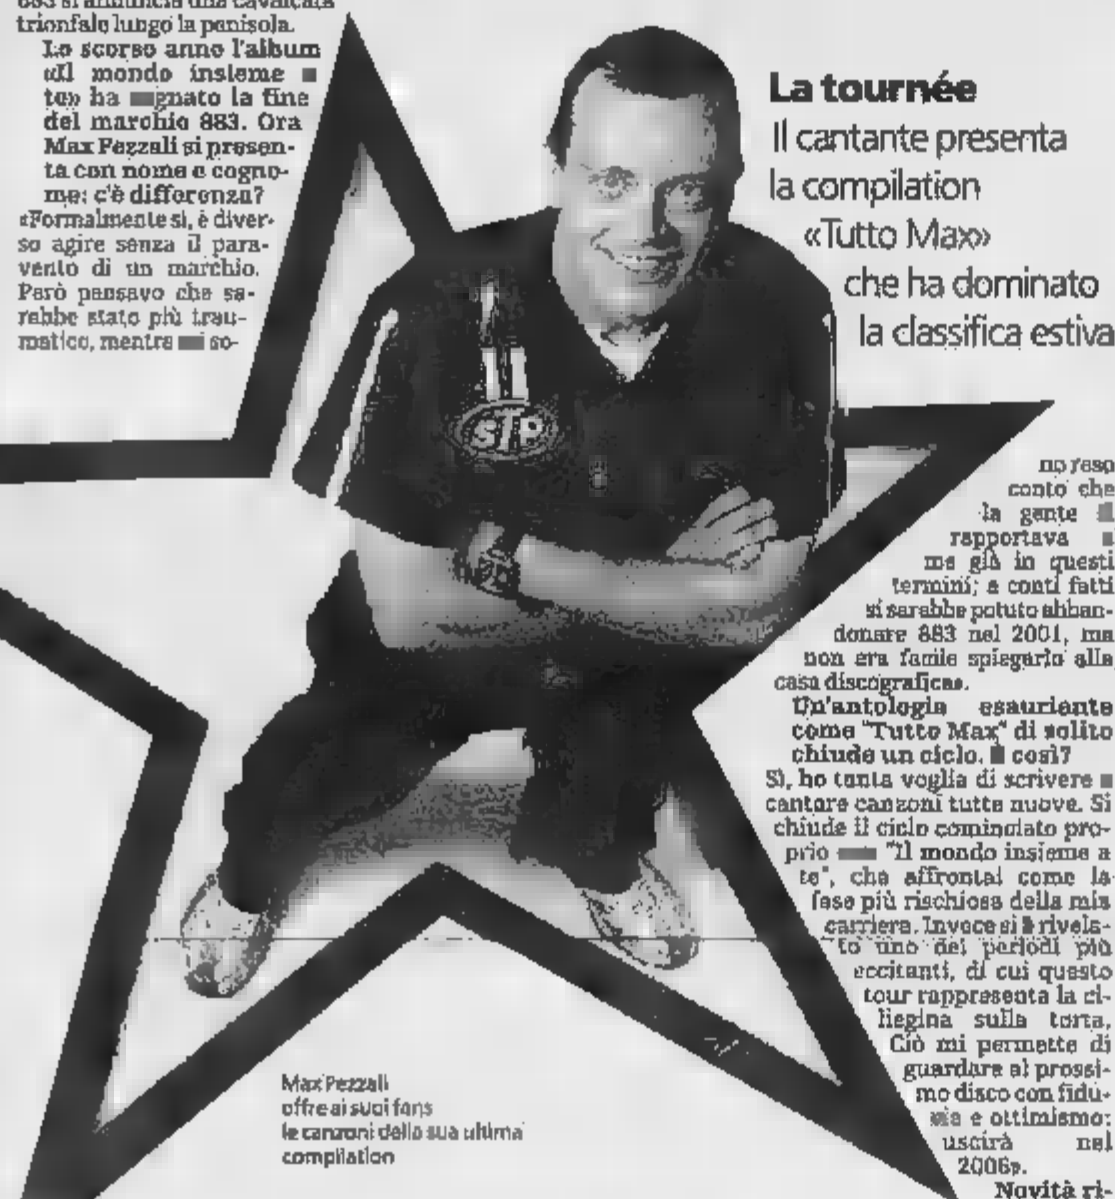 883 si annuncia una cavalcata
trionfale lungo la penisola.
Lo scorso anno l'album
«Il mondo insieme
te» ha la fine
del marchio 883. Ora
Max Pezzali si presen-
ta con nome e cogno-
me: c'è differenza?
«Formalmente sì, è diver-
so agire senza il para-
vento di un marchio.
Però pensavo che sa-
rebbe stato più trau-
matico, mentre so-
La tournée
Il cantante presenta
la compilation
«Tutto Max»
che ha dominato
la classifica estiva
STP
no reso
conto che
la gente
rapportava
me già in questi
termini; a conti fatti
si sarebbe potuto abban-
donare 883 nel 2001, ma
non era facile spiegarlo alla
casa discografica».
Un'antologia esauriente
come "Tutto Max" di solito
chiude un ciclo. così?
Sì, ho tanta voglia di scrivere
cantare canzoni tutte nuove. Si
chiude il ciclo cominciato pro-
prio "Il mondo insieme a
te", che affrontai come la
fase più rischiosa della mia
carriera. Invece si è rivela-
to uno dei periodi più
eccitanti, di cui questo
tour rappresenta la ci-
liegina sulla torta.
Ciò mi permette di
guardare al prossi-
mo disco con fidu-
cia e ottimismo:
uscirà nel
2006».
Novità ri-
Max Pezzali
offre ai suoi fans
le canzoni della sua ultima
compilation